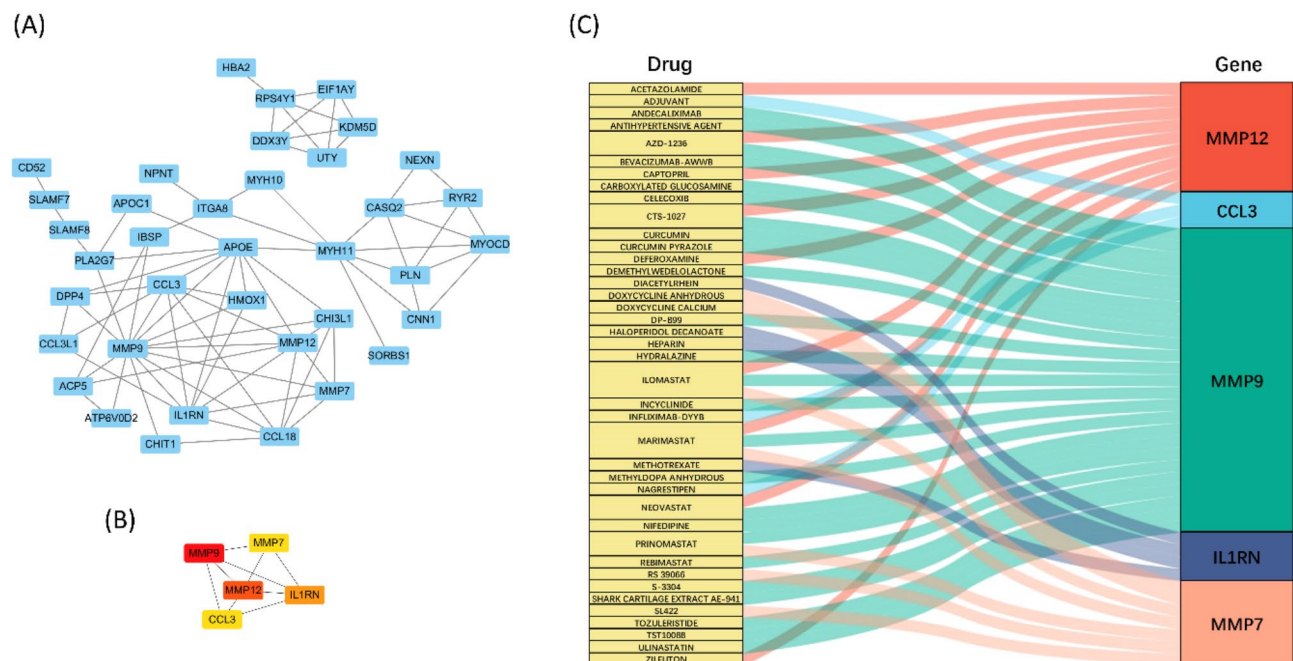 (A)
HBA2
RPS4Y1
EIF1AY
KDM5D
DDX3Y
UTY
CD52
NPNT
MYH10
NEXN
SLAMF7
APOC1
ITGA8
CASQ2
RYR2
SLAMF8
IBSP
PLA2G7
APOE
MYH11
MYOCD
PLN
DPP4
CCL3
HMOX1
CHI3L1
CNN1
CCL3L1
MMP9
MMP12
SORBS1
ACP5
MMP7
ATP6V0D2
IL1RN
CHIT1
CCL18
(B)
MMP9
MMP7
MMP12
IL1RN
CCL3
(C)
Drug
ACETAZOLAMIDE
ADJUVANT
ANDECALIXIMAB
ANTIHYPERTENSIVE AGENT
AZD-1236
BEVACIZUMAB-AWWB
CAPTOPRIL
CARBOXYLATED GLUCOSAMINE
CELECOXIB
CTS-1027
CURCUMIN
CURCUMIN PYRAZOLE
DEFEROXAMINE
DEMETHYLWEDELOLACTONE
DIACETYLRHEIN
DOXYCYCLINE ANHYDROUS
DOXYCYCLINE CALCIUM
DP-B99
HALOPERIDOL DECANOATE
HEPARIN
HYDRALAZINE
ILOMASTAT
INCYCLINIDE
INFLIXIMAB-DYYB
MARIMASTAT
METHOTREXATE
METHYLDOPA ANHYDROUS
NAGRESTIPEN
NEOVASTAT
NIFEDIPINE
PRINOMASTAT
REBIMASTAT
RS 39066
S-3304
SHARK CARTILAGE EXTRACT AE-941
SL422
TOZULERISTIDE
TST10088
ULINASTATIN
ZILEUTON
Gene
MMP12
CCL3
MMP9
IL1RN
MMP7